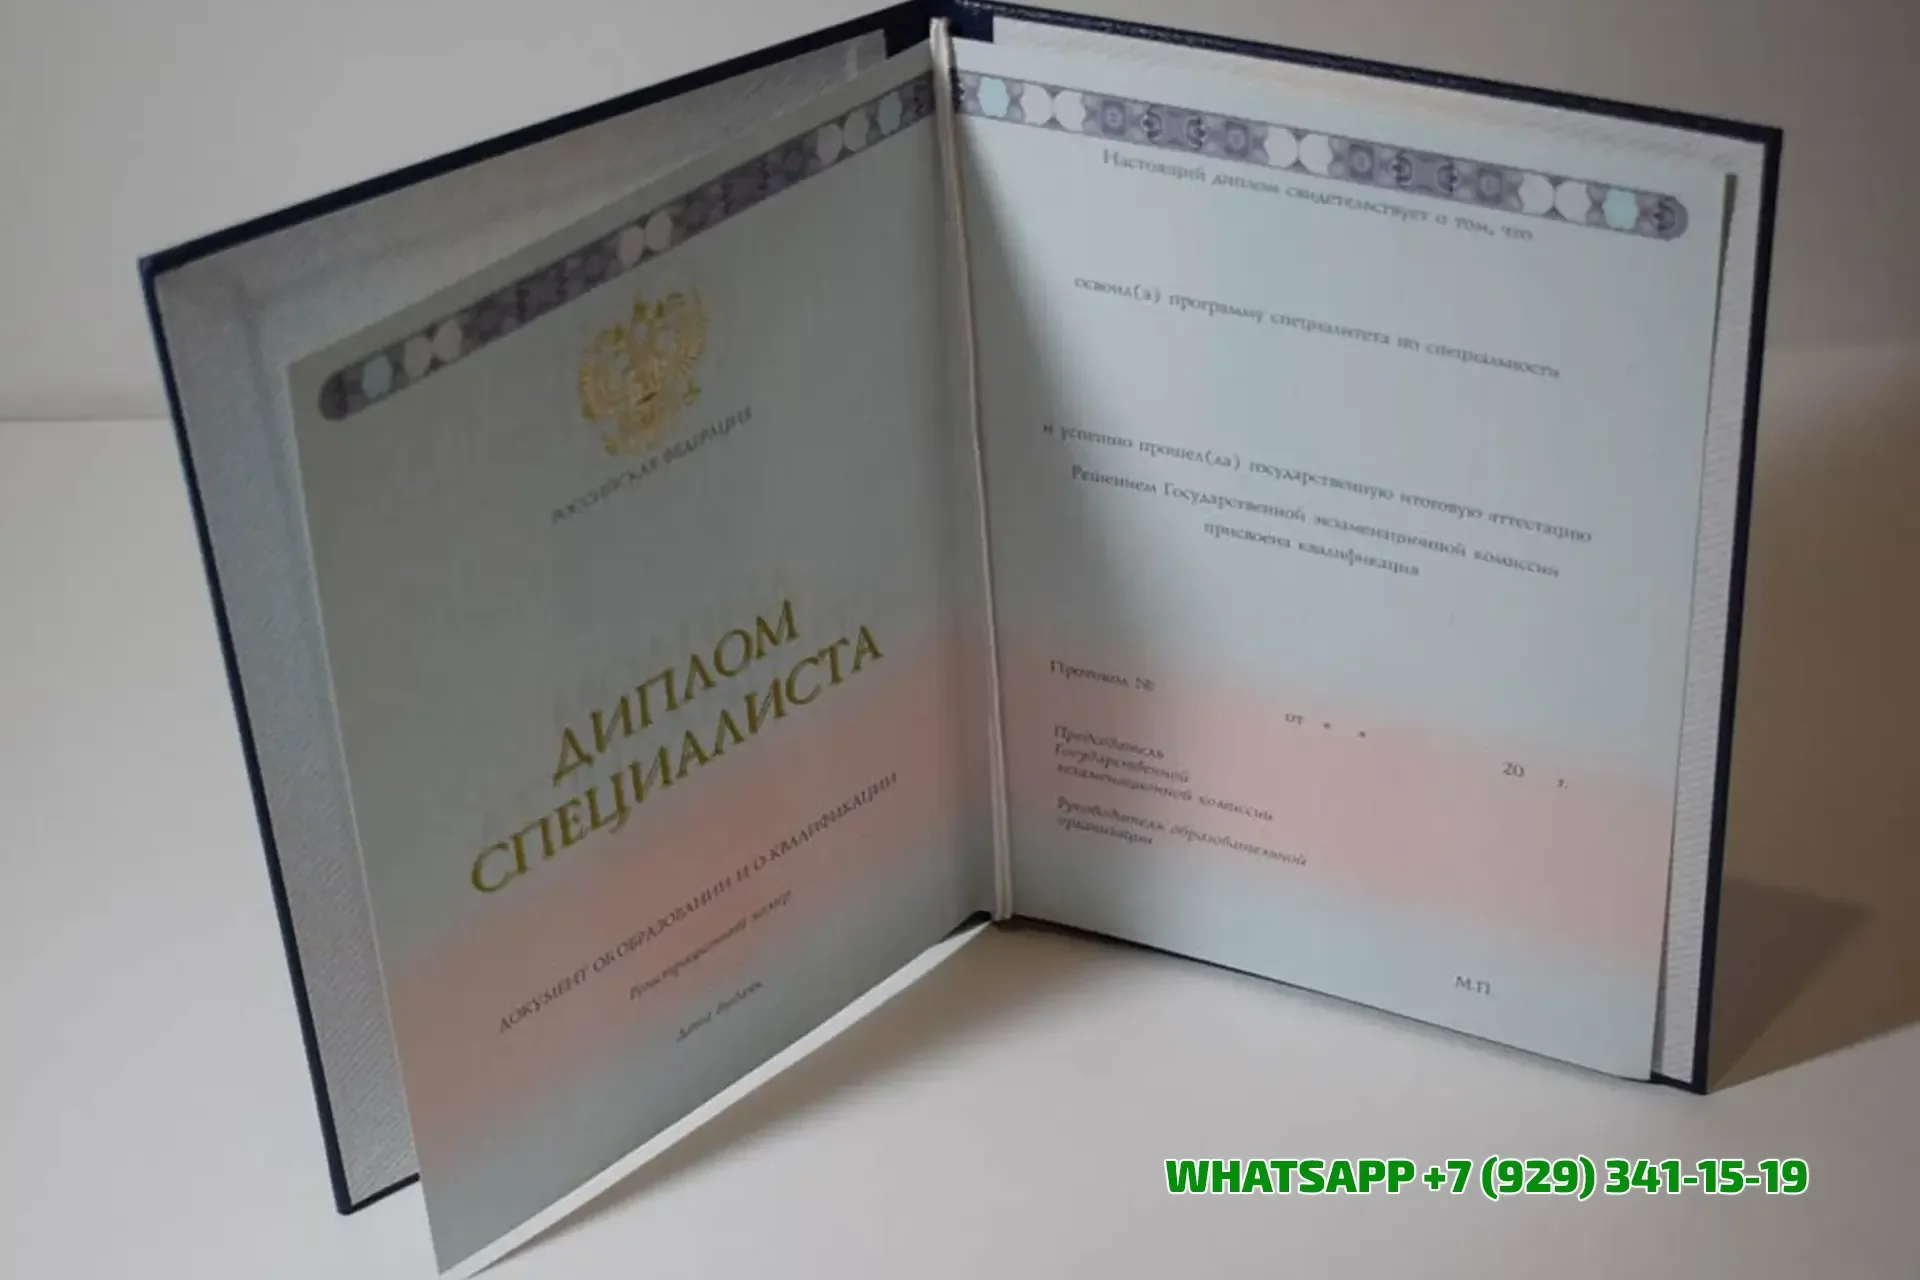 РОССИЙСКАЯ ФЕДЕРАЦИЯ
ДИПЛОМ
СПЕЦИАЛИСТА
ДОКУМЕНТ ОБ ОБРАЗОВАНИИ И О КВАЛИФИКАЦИИ
Регистрационный номер
Дата выдачи
Настоящий диплом свидетельствует о том, что
освоил(а) программу специалитета по специальности
и успешно прошел(ла) государственную итоговую аттестацию
Решением Государственной экзаменационной комиссии
присвоена квалификация
Протокол №
от « »
20 г.
Председатель
Государственной
экзаменационной комиссии
Руководитель образовательной
организации
М.П.
WHATSAPP +7 (929) 341-15-19